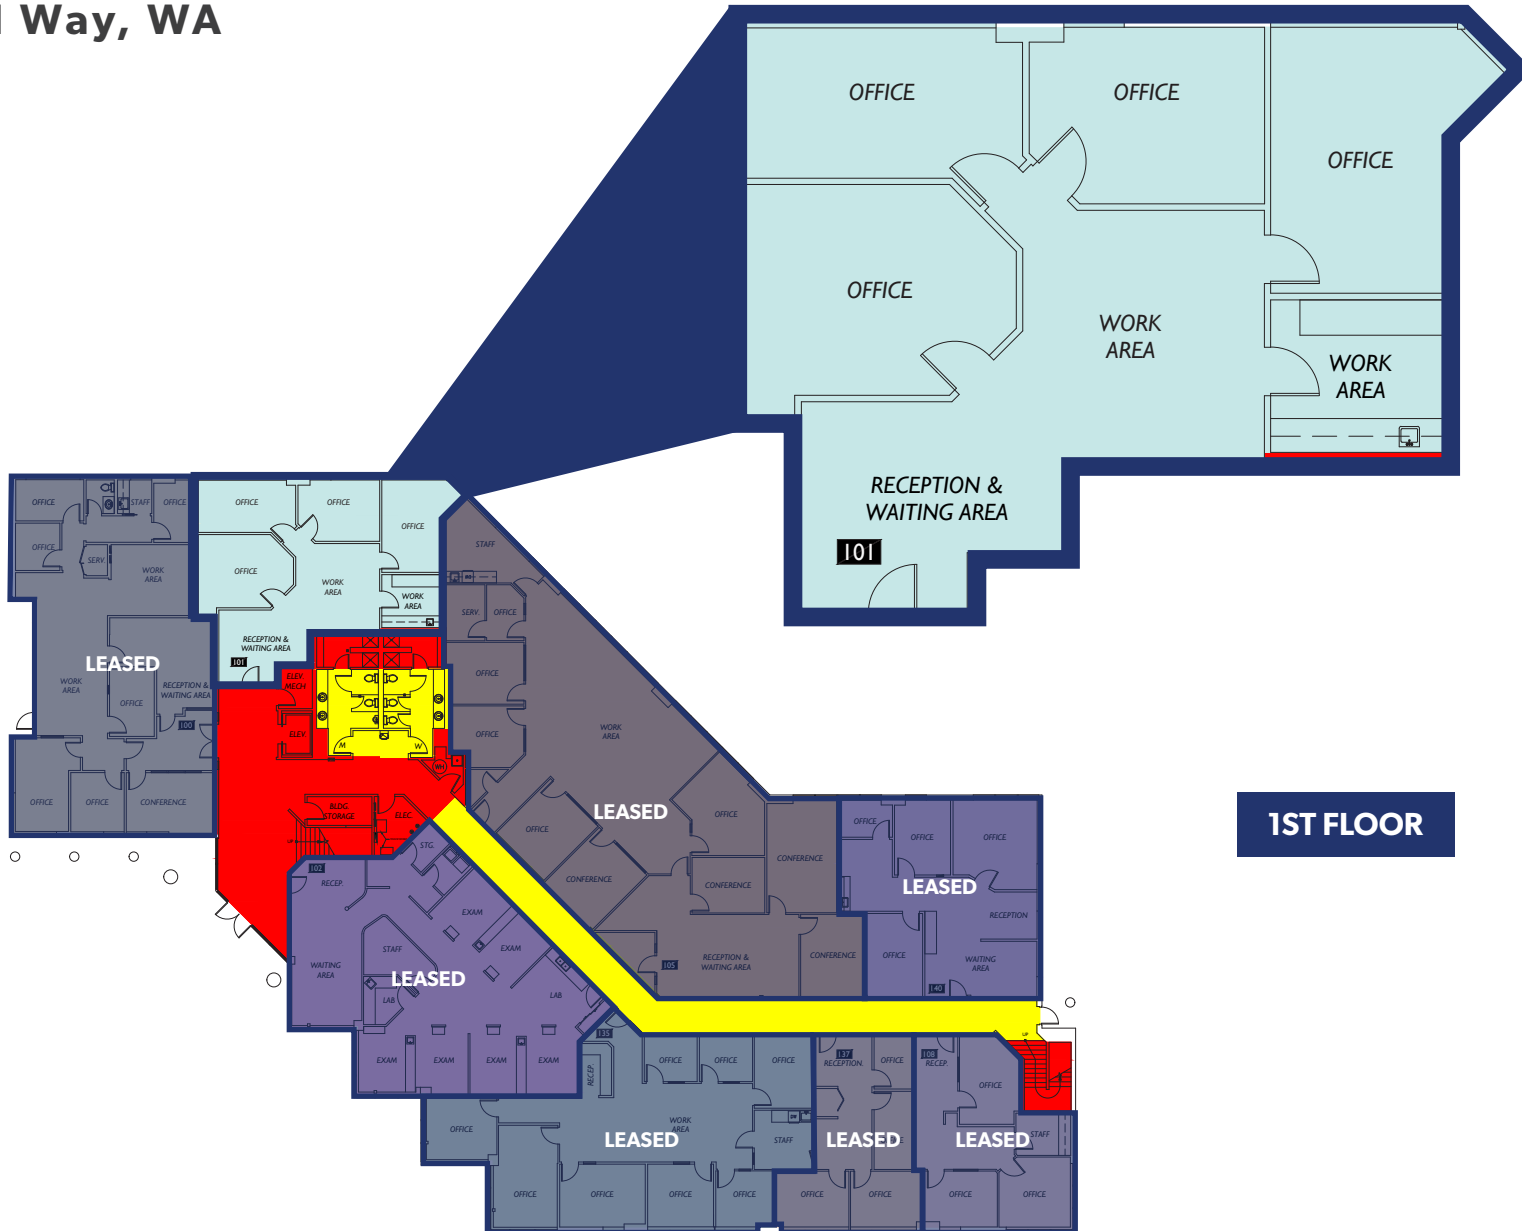 Way, WA
OFFICE
OFFICE
OFFICE
OFFICE
WORK
AREA
WORK
AREA
RECEPTION &
WAITING AREA
101
1ST FLOOR
OFFICE
STAFF
OFFICE
OFFICE
SERV.
WORK
AREA
LEASED
WORK
AREA
RECEPTION &
WAITING AREA
OFFICE
100
OFFICE
OFFICE
CONFERENCE
OFFICE
OFFICE
OFFICE
OFFICE
WORK
AREA
WORK
AREA
RECEPTION &
WAITING AREA
101
ELEV.
MECH
ELEV
M
W
WH
BLDG.
STORAGE
ELEC
UP
STAFF
SERV.
OFFICE
OFFICE
OFFICE
WORK
AREA
LEASED
OFFICE
OFFICE
CONFERENCE
CONFERENCE
CONFERENCE
RECEPTION &
WAITING AREA
105
CONFERENCE
OFFICE
OFFICE
OFFICE
LEASED
RECEPTION
OFFICE
WAITING
AREA
140
STG.
102
RECEP.
EXAM
STAFF
EXAM
WAITING
AREA
LEASED
LAB.
LAB.
EXAM
EXAM
EXAM
EXAM
135
RECEP.
OFFICE
OFFICE
OFFICE
OFFICE
WORK
AREA
LEASED
STAFF
OFFICE
OFFICE
OFFICE
OFFICE
137
RECEPTION
OFFICE
LEASED
OFFICE
OFFICE
108
RECEP.
OFFICE
LEASED
STAFF
OFFICE
OFFICE
UP